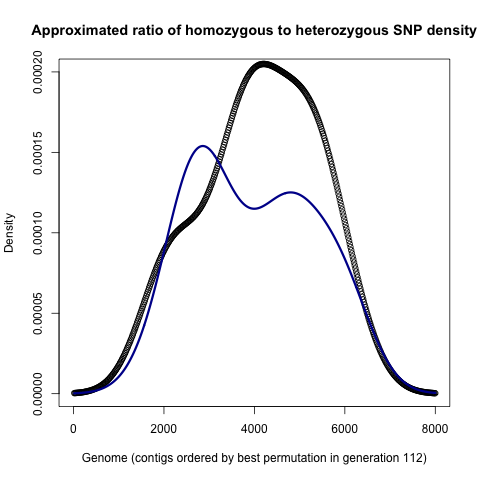 Approximated ratio of homozygous to heterozygous SNP density
0.00020
0.00015
0.00010
0.00005
0.00000
Density
0 2000 4000 6000 8000
Genome (contigs ordered by best permutation in generation 112)